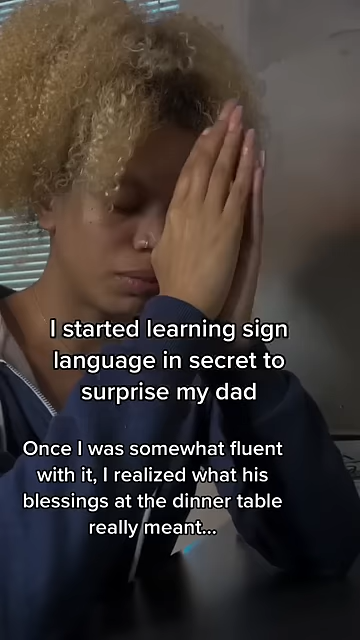 I started learning sign
language in secret to
surprise my dad
Once I was somewhat fluent
with it, I realized what his
blessings at the dinner table
really meant...